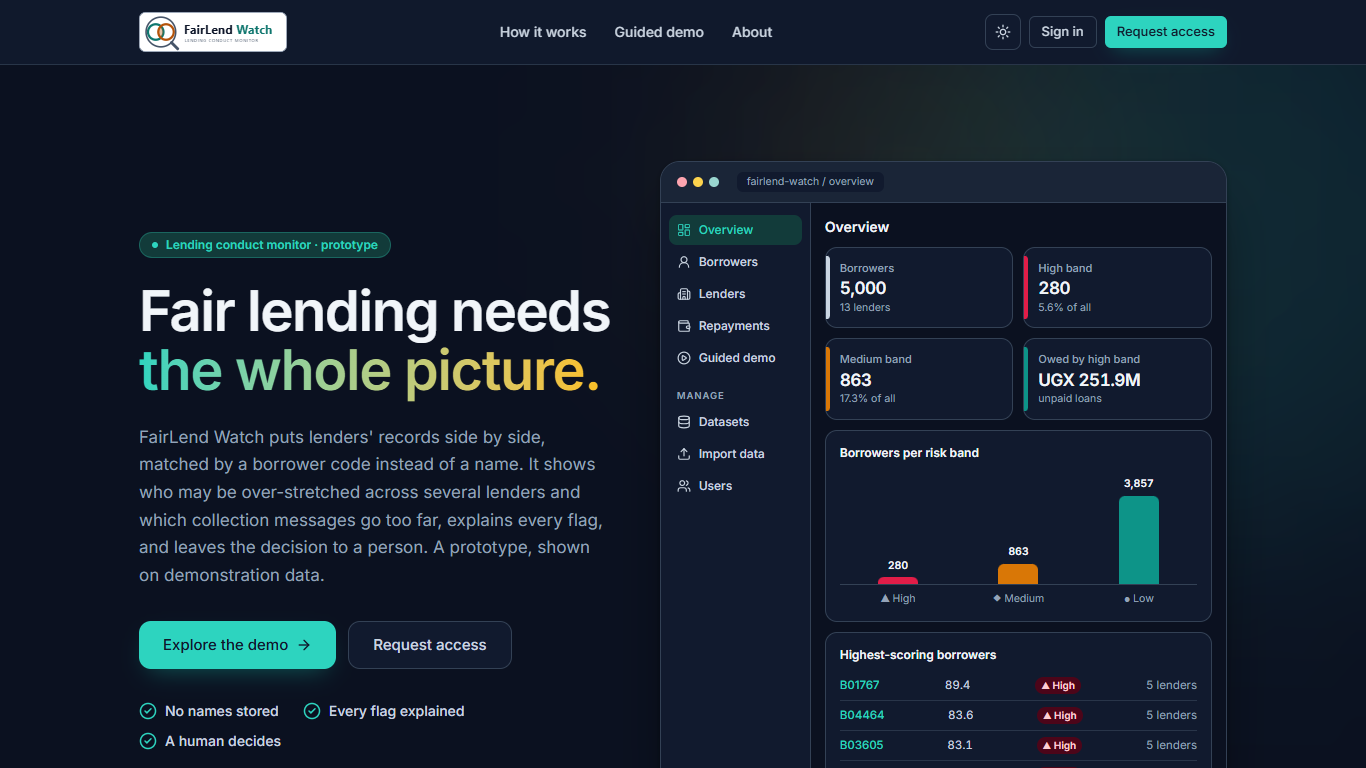 FairLend Watch
LENDING CONDUCT MONITOR
How it works
Guided demo
About
Sign in
Request access
Lending conduct monitor · prototype
Fair lending needs
the whole picture.
FairLend Watch puts lenders' records side by side,
matched by a borrower code instead of a name. It shows
who may be over-stretched across several lenders and
which collection messages go too far, explains every flag,
and leaves the decision to a person. A prototype, shown
on demonstration data.
Explore the demo →
Request access
No names stored
Every flag explained
A human decides
fairlend-watch / overview
Overview
Borrowers
Lenders
Repayments
Guided demo
MANAGE
Datasets
Import data
Users
Overview
Borrowers
5,000
13 lenders
High band
280
5.6% of all
Medium band
863
17.3% of all
Owed by high band
UGX 251.9M
unpaid loans
Borrowers per risk band
280
863
3,857
▲ High
◆ Medium
● Low
Highest-scoring borrowers
B01767 89.4 ▲ High 5 lenders
B04464 83.6 ▲ High 5 lenders
B03605 83.1 ▲ High 5 lenders